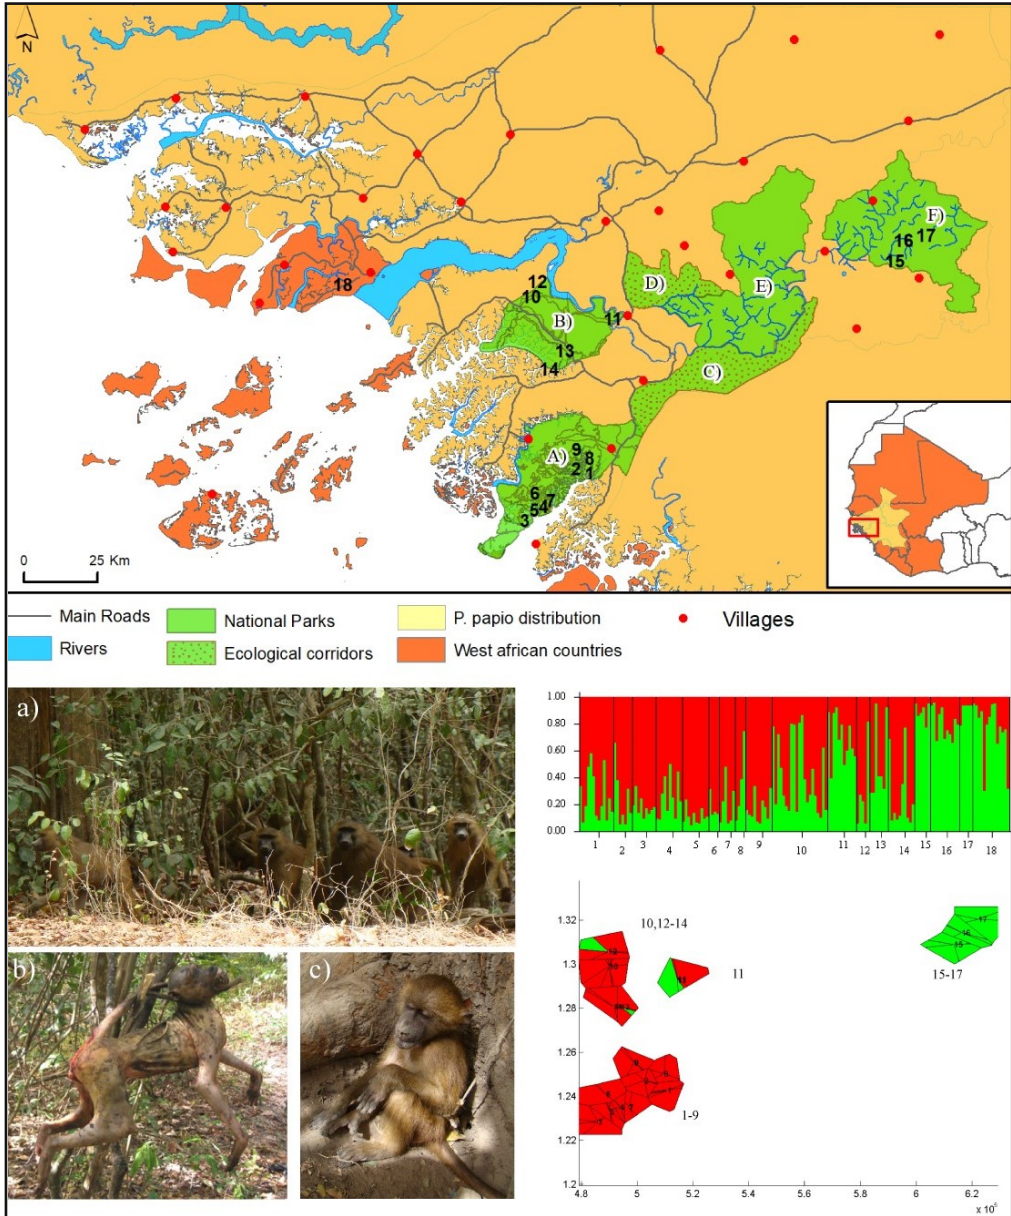 N
18
12
10
B)
11
13
14
D)
E)
C)
F)
16 17
15
A)
9
8
2 1
6
7
5 4
3
0 25 Km
Main Roads
National Parks
P. papio distribution
Villages
Rivers
Ecological corridors
West african countries
a)
b)
c)
1.00
0.80
0.60
0.40
0.20
0.00
1 2 3 4 5 6 7 8 9 10 11 12 13 14 15 16 17 18
1.32
1.3
1.28
1.26
1.24
1.22
1.2
10,12-14
11
15-17
1-9
17
16
15
4.8 5 5.2 5.4 5.6 5.8 6 6.2